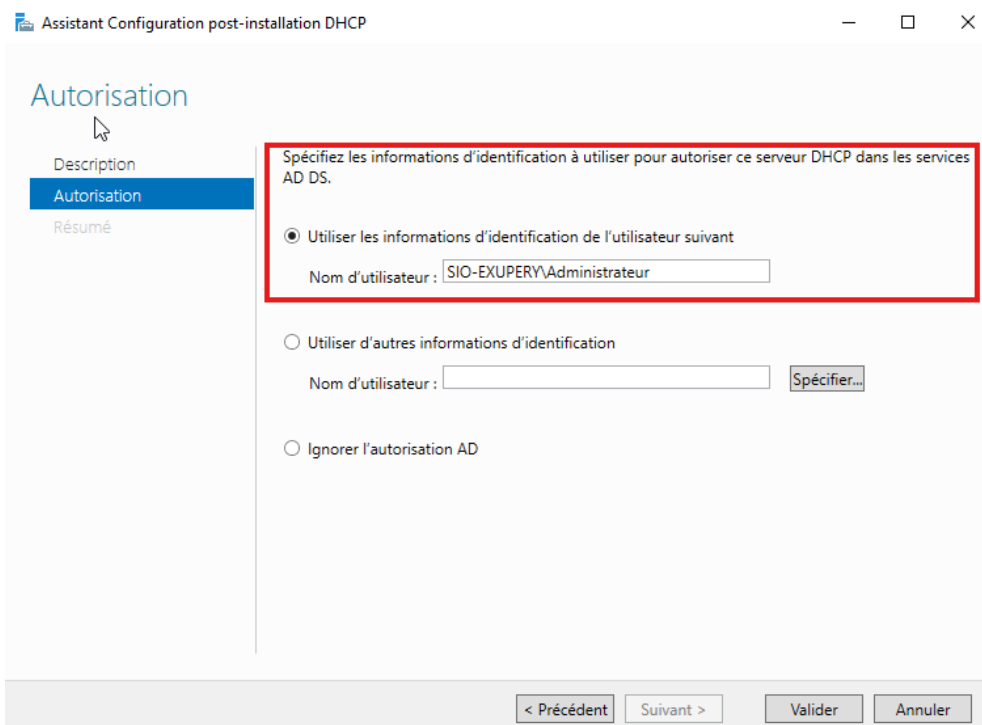 Assistant Configuration post-installation DHCP
Autorisation
Description
Autorisation
Résumé
Spécifiez les informations d’identification à utiliser pour autoriser ce serveur DHCP dans les services
AD DS.
Utiliser les informations d’identification de l’utilisateur suivant
Nom d’utilisateur : SIO-EXUPERY\Administrateur
Utiliser d’autres informations d’identification
Nom d’utilisateur : Spécifier...
Ignorer l’autorisation AD
< Précédent Suivant > Valider Annuler